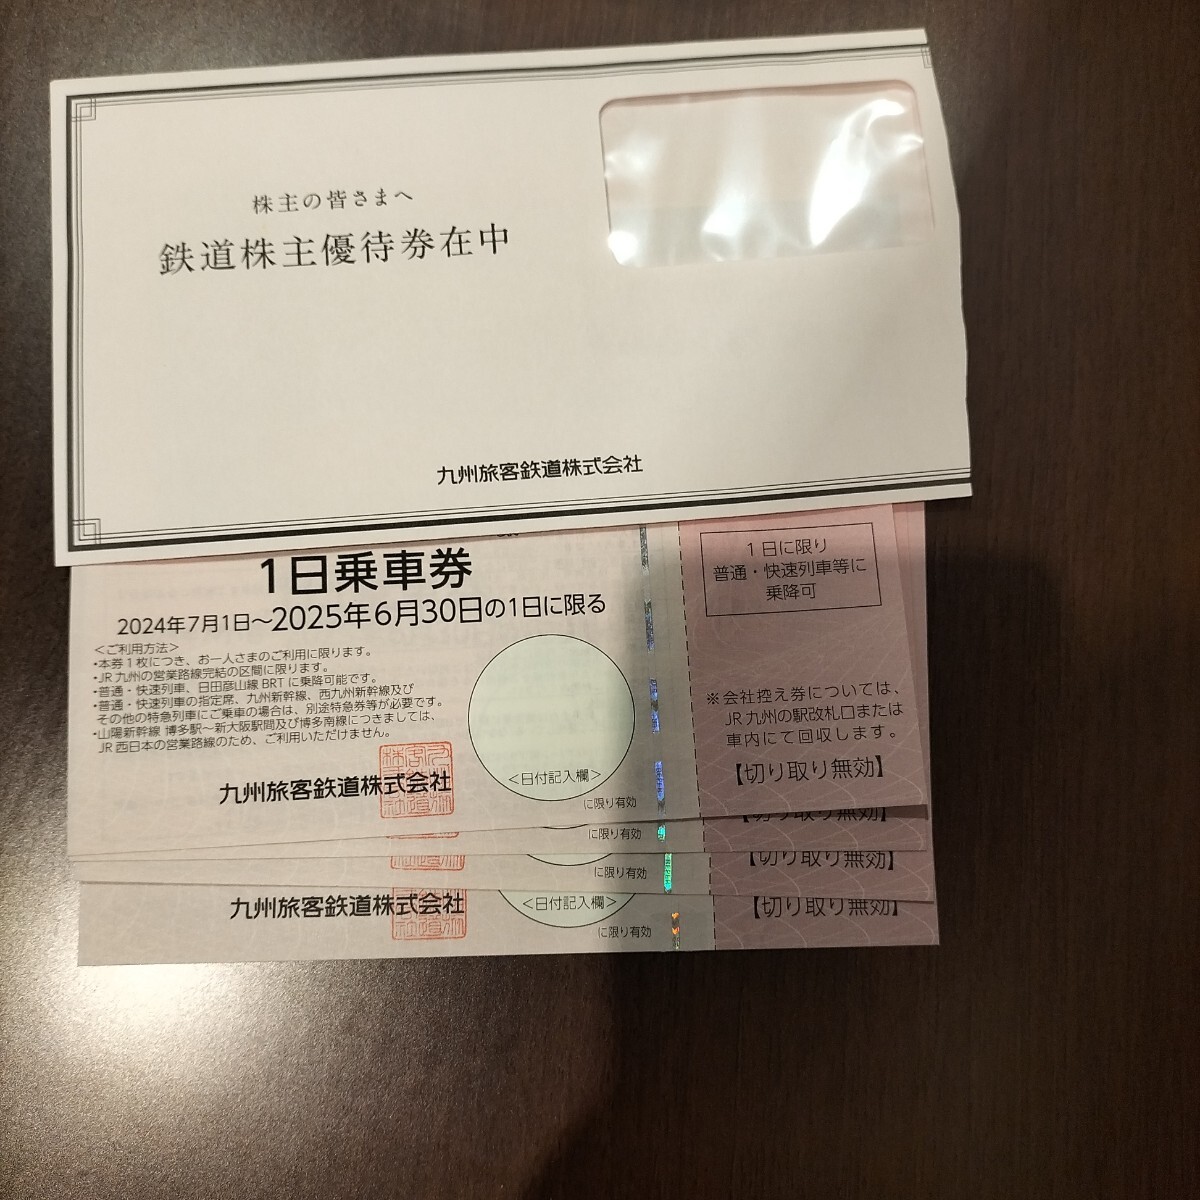 株主の皆さまへ
鉄道株主優待券在中
九州旅客鉄道株式会社
1日乗車券
2024年7月1日～2025年6月30日の1日に限る
＜ご利用方法＞
・本券1枚につき、お一人さまのご利用に限ります。
・JR九州の営業路線完結の区間に限ります。
・普通・快速列車、日田彦山線BRTに乗降可能です。
・普通・快速列車の指定席、九州新幹線、西九州新幹線及び
その他の特急列車にご乗車の場合は、別途特急券等が必要です。
・山陽新幹線 博多駅～新大阪駅間及び博多南線につきましては、
JR西日本の営業路線のため、ご利用いただけません。
九州旅客鉄道株式会社
＜日付記入欄＞
に限り有効
1日に限り
普通・快速列車等に
乗降可
※会社控え券については、
JR九州の駅改札口または
車内にて回収します。
【切り取り無効】
に限り有効
【切り取り無効】
に限り有効
【切り取り無効】
九州旅客鉄道株式会社
＜日付記入欄＞
に限り有効
【切り取り無効】